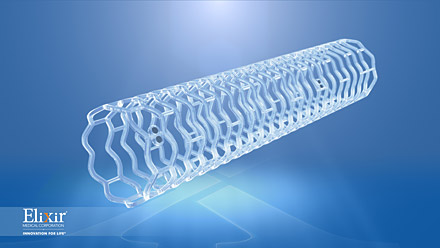 Elixir®
MEDICAL CORPORATION
INNOVATION FOR LIFE®